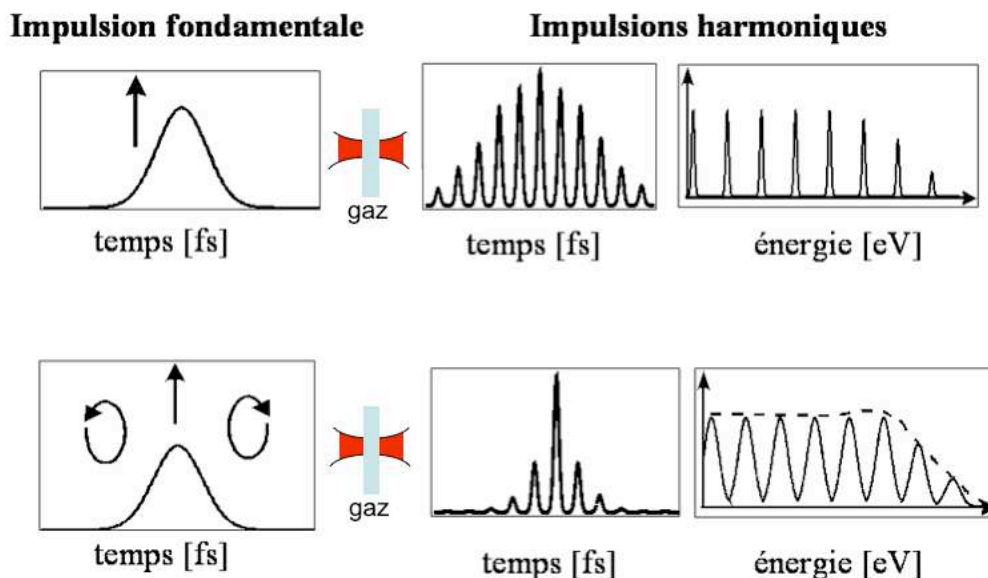 Impulsion fondamentale
Impulsions harmoniques
gaz
temps [fs]
temps [fs]
énergie [eV]
gaz
temps [fs]
temps [fs]
énergie [eV]